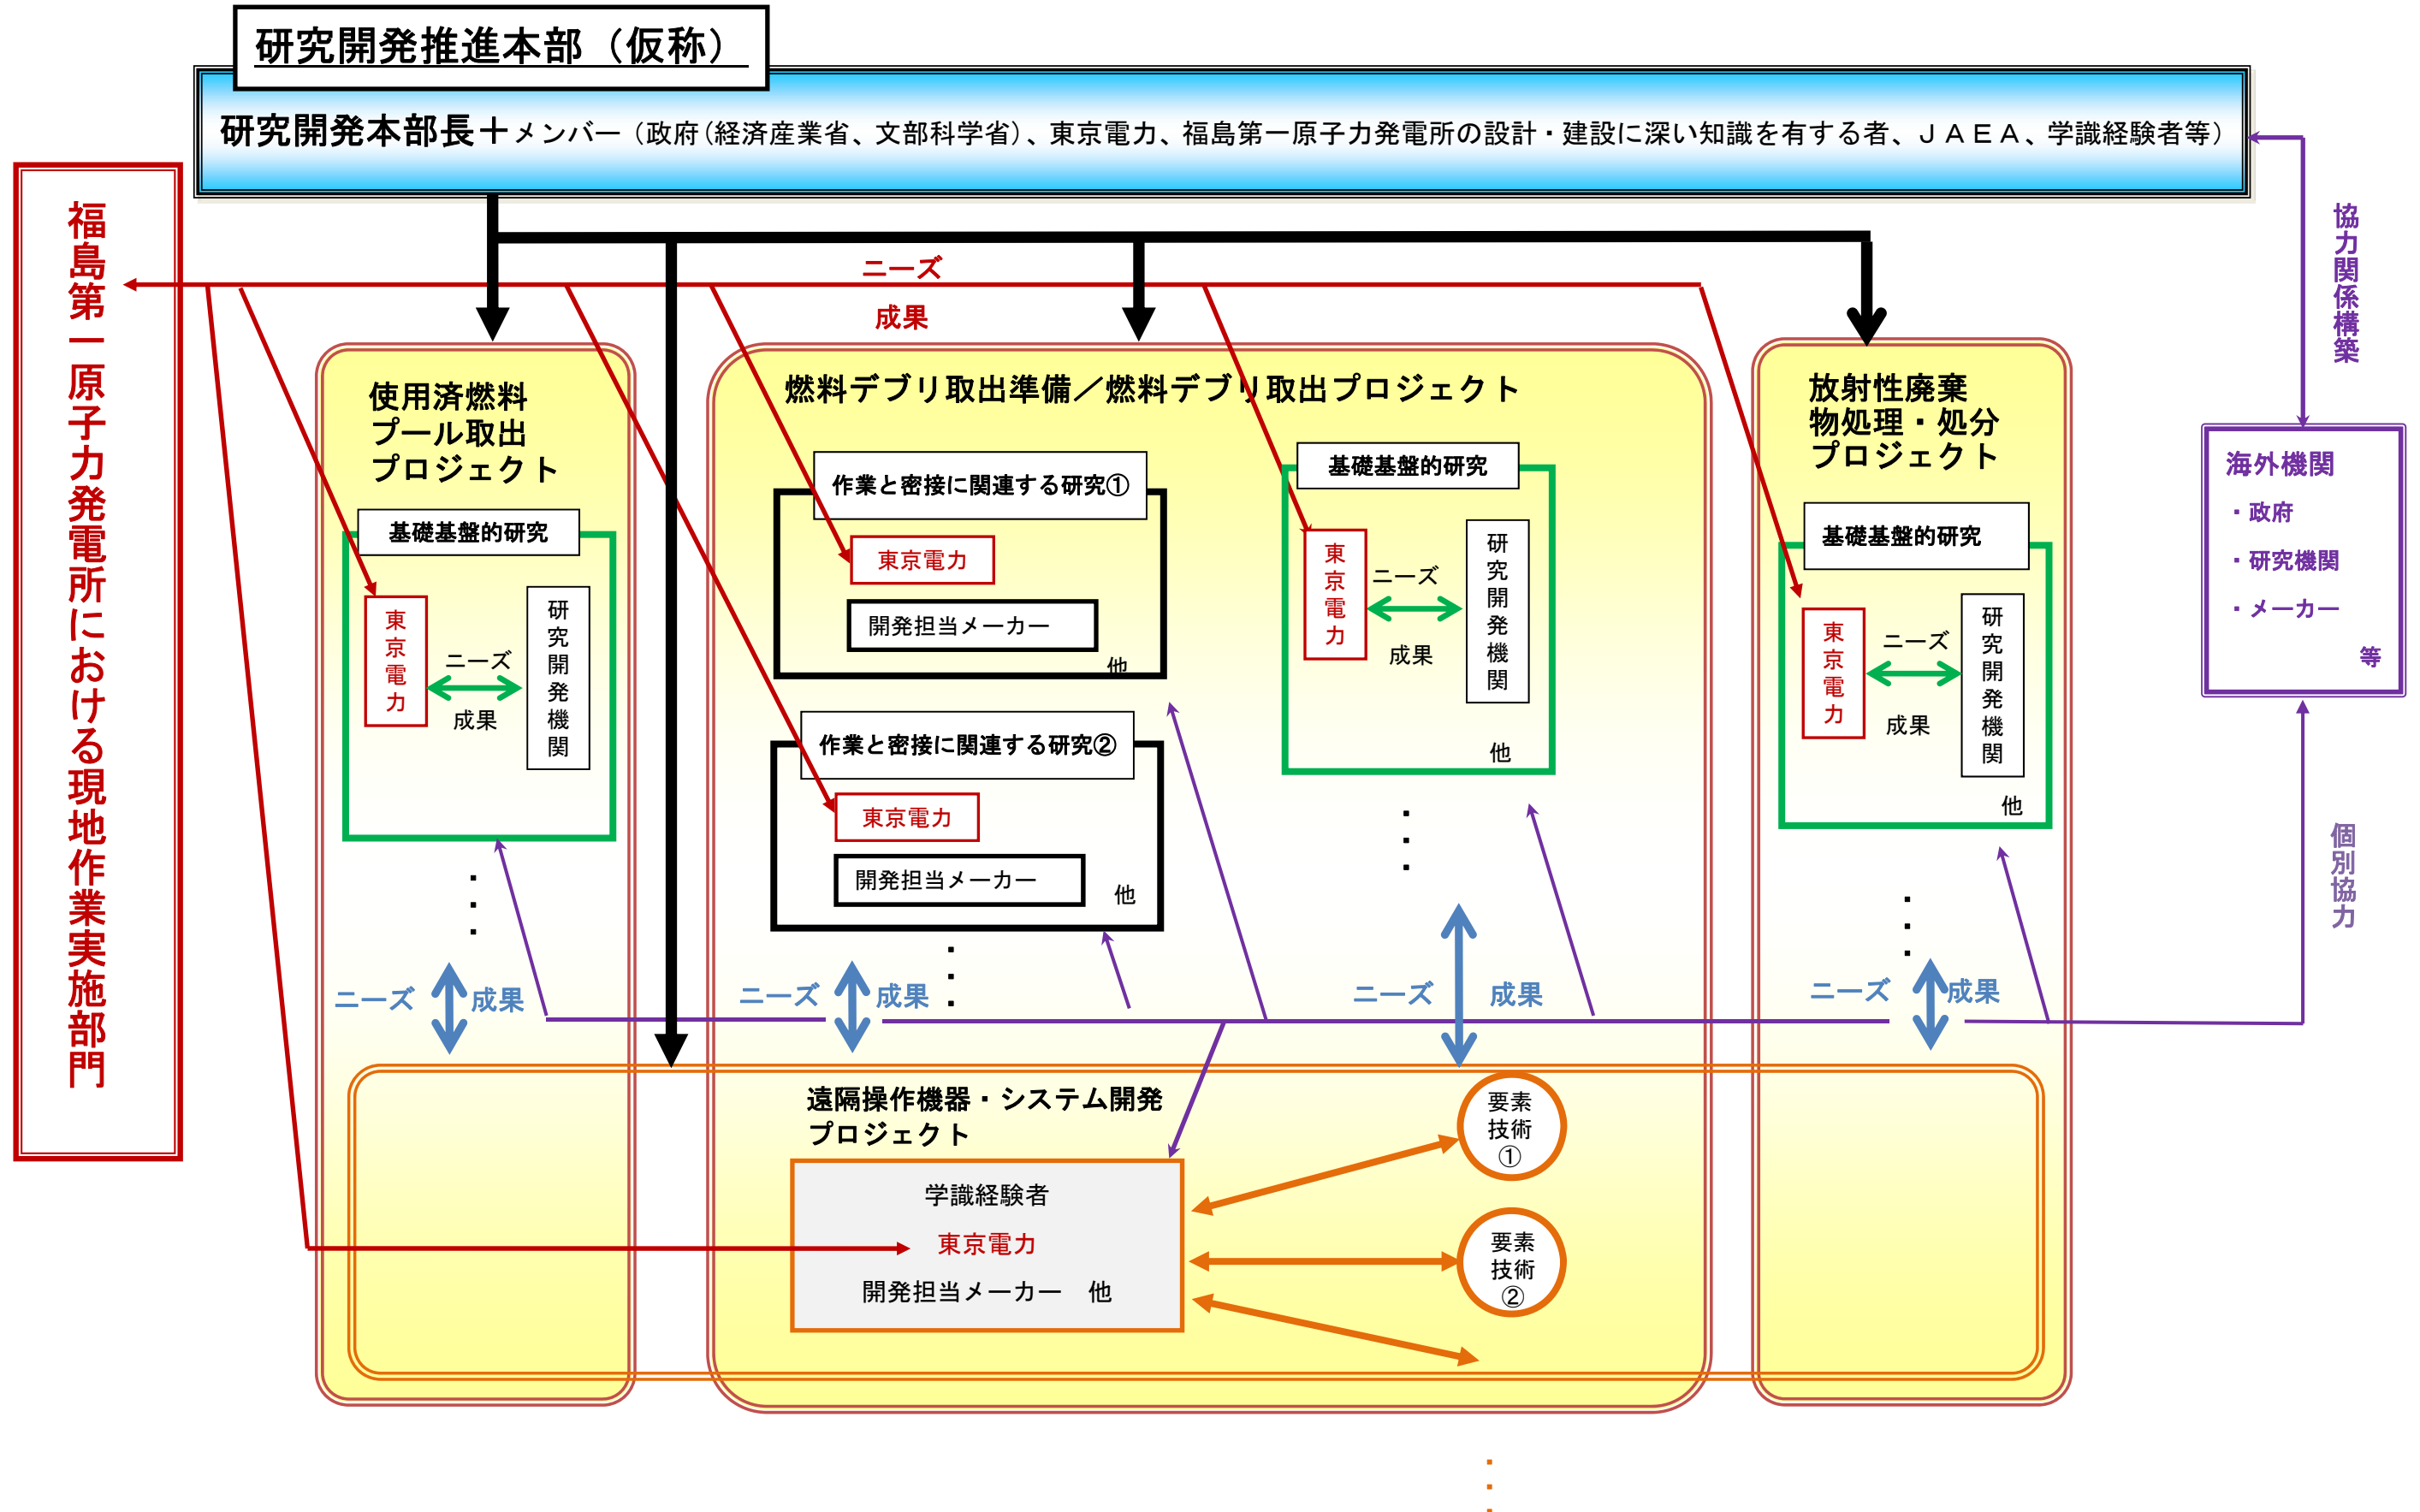 研究開発推進本部（仮称）
研究開発本部長＋メンバー（政府（経済産業省、文部科学省）、東京電力、福島第一原子力発電所の設計・建設に深い知識を有する者、ＪＡＥＡ、学識経験者等）
福島第一原子力発電所における現地作業実施部門
ニーズ
成果
協力関係構築
使用済燃料
プール取出
プロジェクト
基礎基盤的研究
東京電力
ニーズ
成果
研究開発機関
・・・
ニーズ
成果
燃料デブリ取出準備／燃料デブリ取出プロジェクト
作業と密接に関連する研究①
東京電力
開発担当メーカー
他
作業と密接に関連する研究②
東京電力
開発担当メーカー
他
・・・
ニーズ
成果
基礎基盤的研究
東京電力
ニーズ
成果
研究開発機関
他
・・・
ニーズ
成果
放射性廃棄
物処理・処分
プロジェクト
基礎基盤的研究
東京電力
ニーズ
成果
研究開発機関
他
・・・
ニーズ
成果
海外機関
・政府
・研究機関
・メーカー
等
個別協力
遠隔操作機器・システム開発
プロジェクト
学識経験者
東京電力
開発担当メーカー　他
要素
技術
①
要素
技術
②
・・・